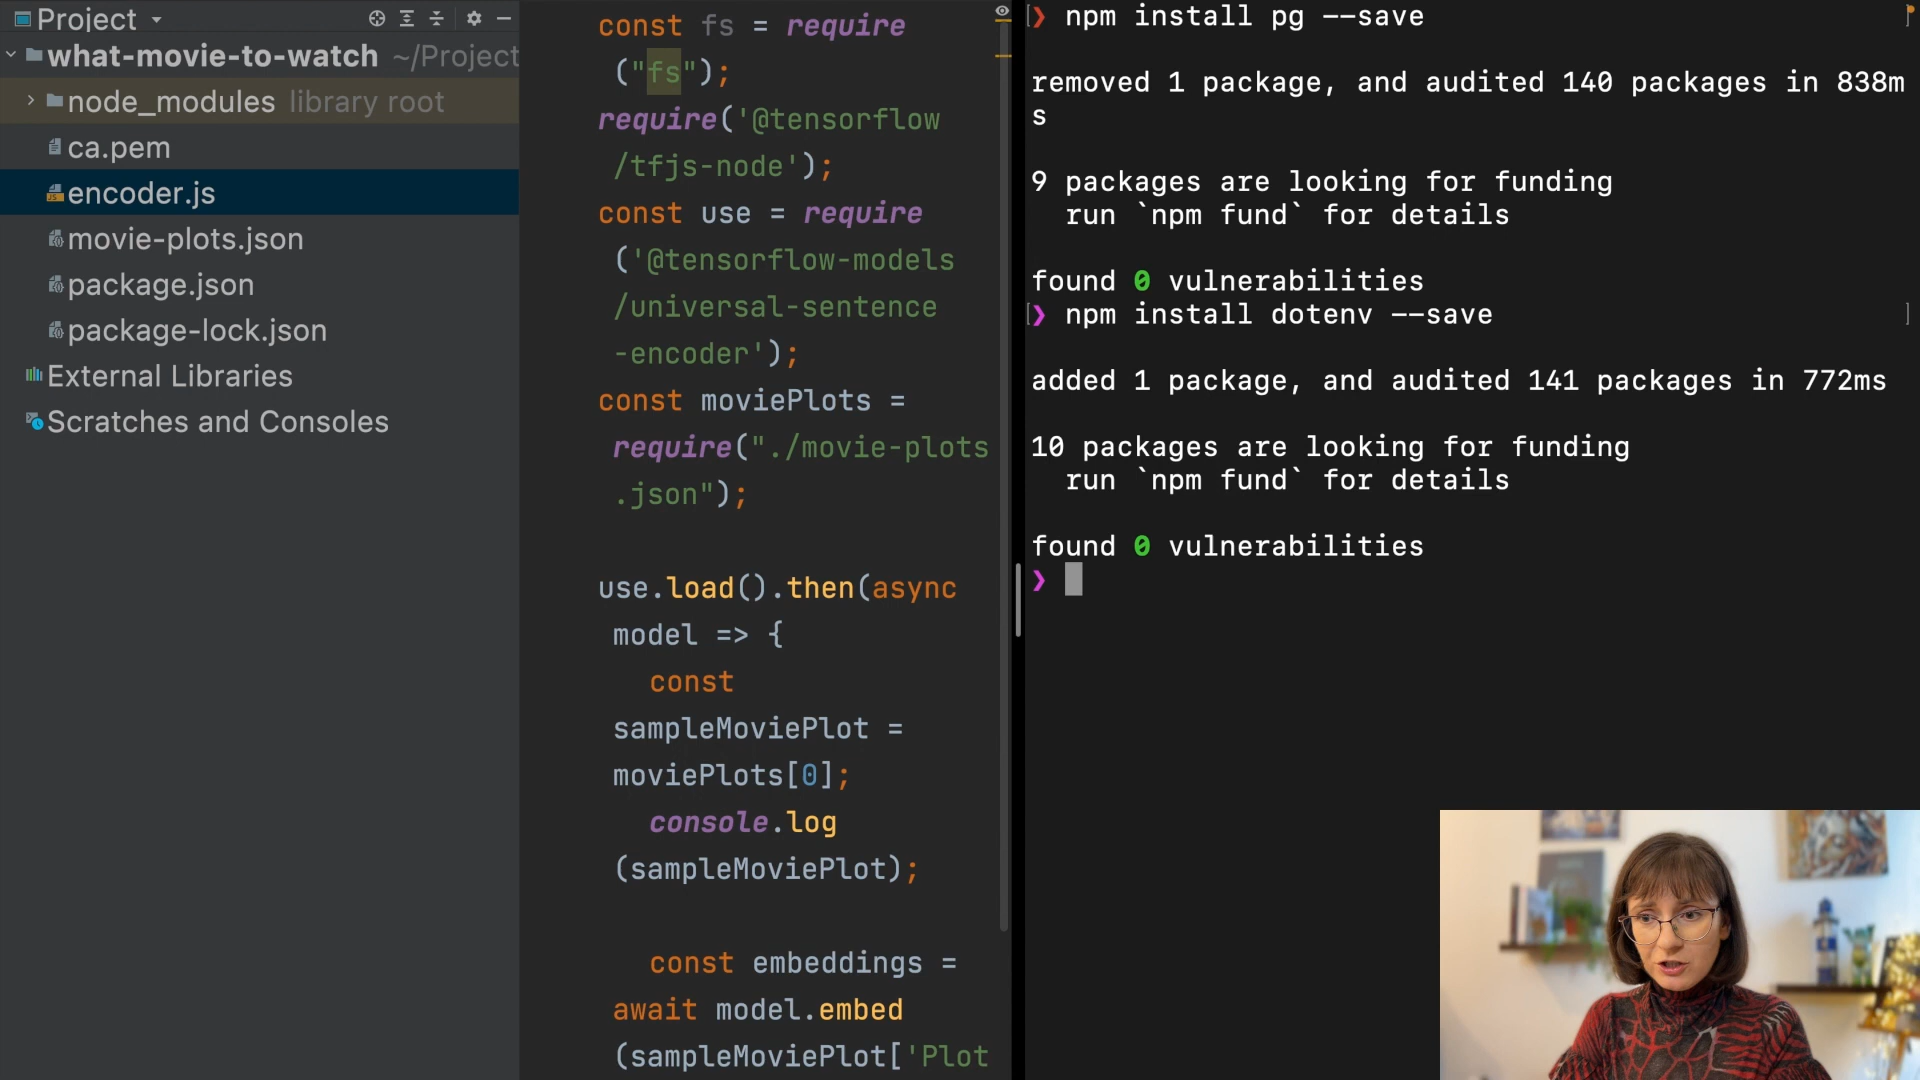 Project
what-movie-to-watch ~/Project
node_modules library root
ca.pem
encoder.js
movie-plots.json
package.json
package-lock.json
External Libraries
Scratches and Consoles
const fs = require
("fs");
require('@tensorflow
/tfjs-node');
const use = require
('@tensorflow-models
/universal-sentence
-encoder');
const moviePlots =
require("./movie-plots
.json");
use.load().then(async
model => {
const
sampleMoviePlot =
moviePlots[0];
console.log
(sampleMoviePlot);
const embeddings =
await model.embed
(sampleMoviePlot['Plot
[❯ npm install pg --save ]
removed 1 package, and audited 140 packages in 838m
s
9 packages are looking for funding
run `npm fund` for details
found 0 vulnerabilities
[❯ npm install dotenv --save ]
added 1 package, and audited 141 packages in 772ms
10 packages are looking for funding
run `npm fund` for details
found 0 vulnerabilities
❯